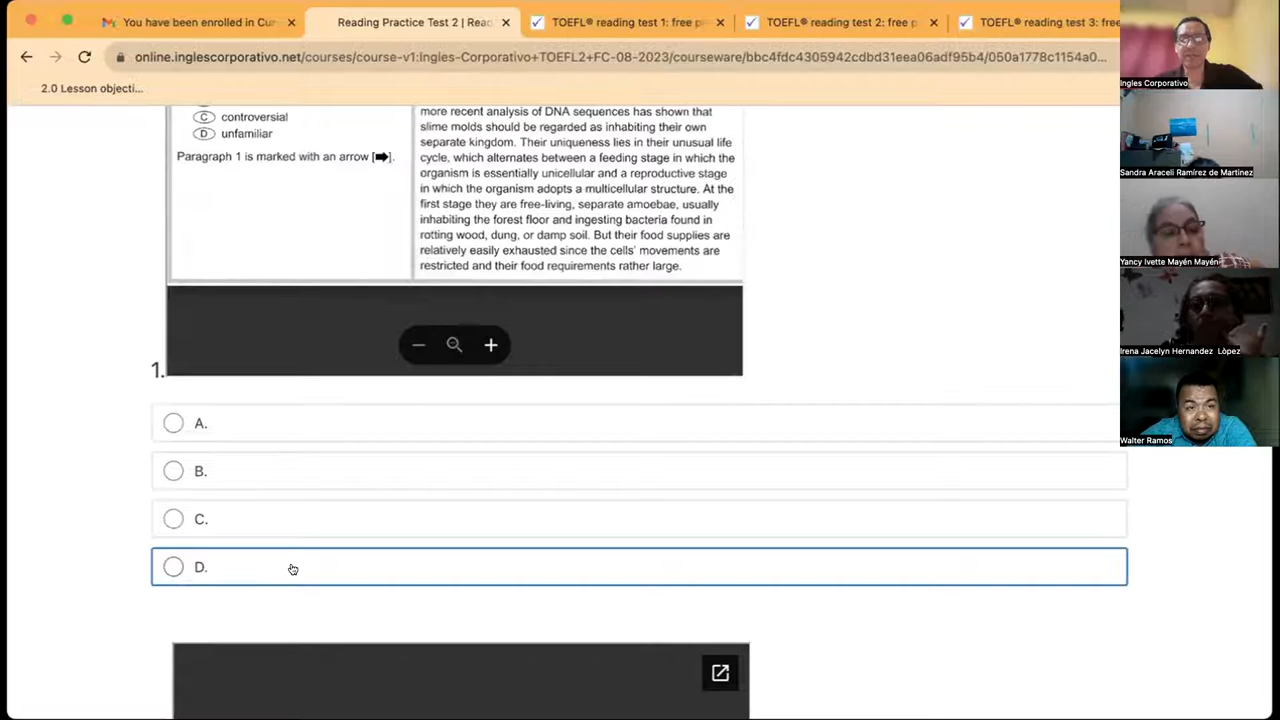 You have been enrolled in Cur
Reading Practice Test 2 | Read
TOEFL® reading test 1: free p
TOEFL® reading test 2: free p
TOEFL® reading test 3: free
online.inglescorporativo.net/courses/course-v1:Ingles-Corporativo+TOEFL2+FC-08-2023/courseware/bbc4fdc4305942cdbd31eea06adf95b4/050a1778c1154a0...
2.0 Lesson objecti...
C controversial
D unfamiliar
Paragraph 1 is marked with an arrow [➡].
more recent analysis of DNA sequences has shown that
slime molds should be regarded as inhabiting their own
separate kingdom. Their uniqueness lies in their unusual life
cycle, which alternates between a feeding stage in which the
organism is essentially unicellular and a reproductive stage
in which the organism adopts a multicellular structure. At the
first stage they are free-living, separate amoebae, usually
inhabiting the forest floor and ingesting bacteria found in
rotting wood, dung, or damp soil. But their food supplies are
relatively easily exhausted since the cells' movements are
restricted and their food requirements rather large.
1.
A.
B.
C.
D.
Ingles Corporativo
Sandra Araceli Ramírez de Martinez
Yancy Ivette Mayén Mayén
Irena Jacelyn Hernandez Lòpez
Walter Ramos